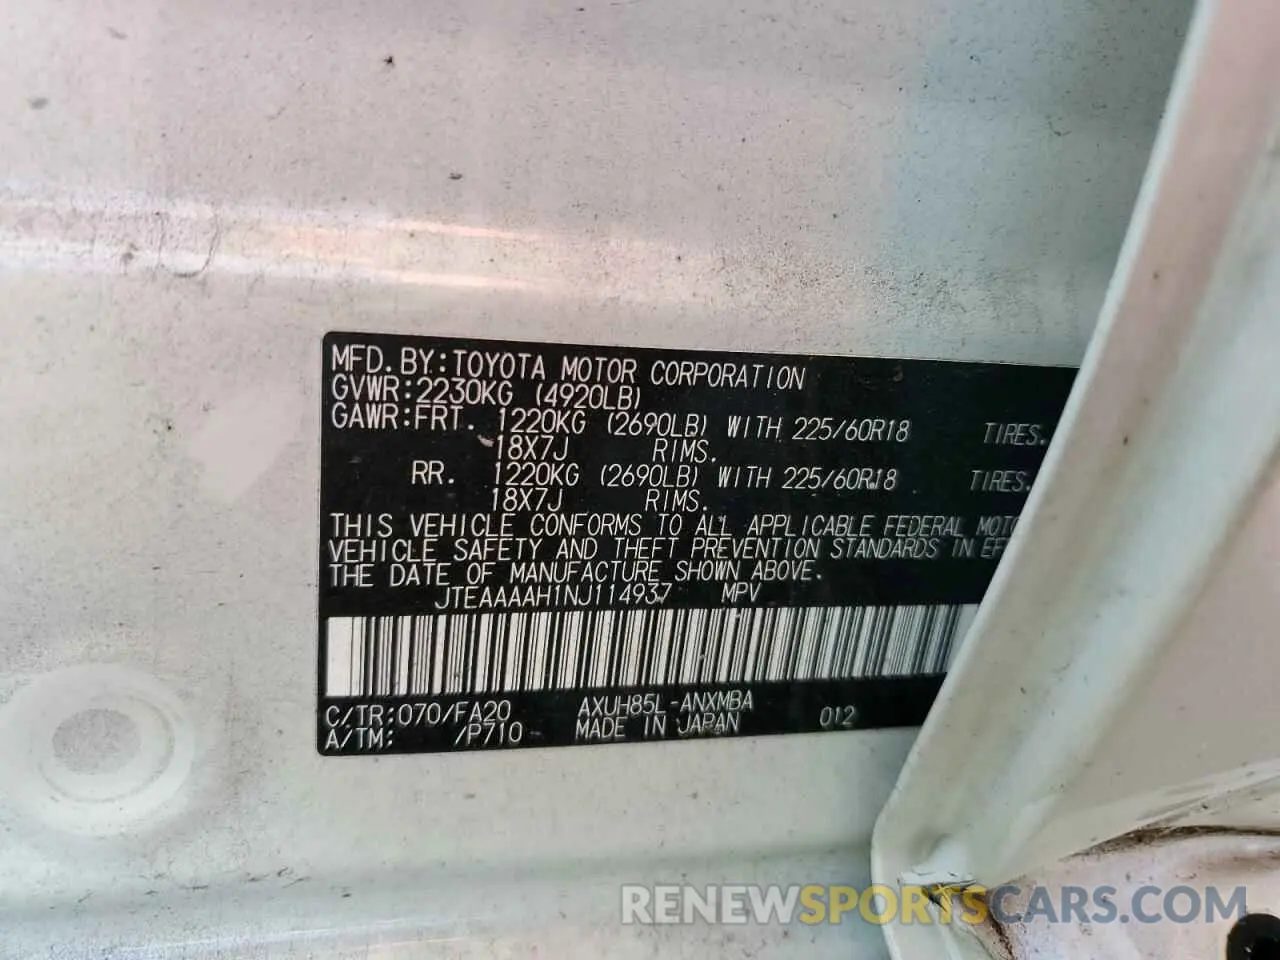 MFD. BY:TOYOTA MOTOR CORPORATION
GVWR:2230KG (4920LB)
GAWR:FRT. 1220KG (2690LB) WITH 225/60R18 TIRES.
18X7J RIMS.
RR. 1220KG (2690LB) WITH 225/60R18 TIRES.
18X7J RIMS.
THIS VEHICLE CONFORMS TO ALL APPLICABLE FEDERAL
VEHICLE SAFETY AND THEFT PREVENTION STANDARDS IN
THE DATE OF MANUFACTURE SHOWN ABOVE.
JTEAAAAH1NJ114937 MPV
C/TR:070/FA20 AXUH85L-ANXMBA
A/TM: /P710 MADE IN JAPAN 012
RENEWSPORTSCARS.COM